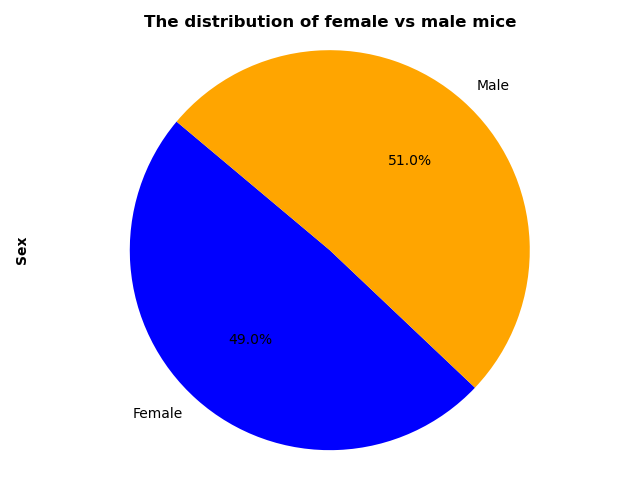 The distribution of female vs male mice
Male
51.0%
Sex
49.0%
Female